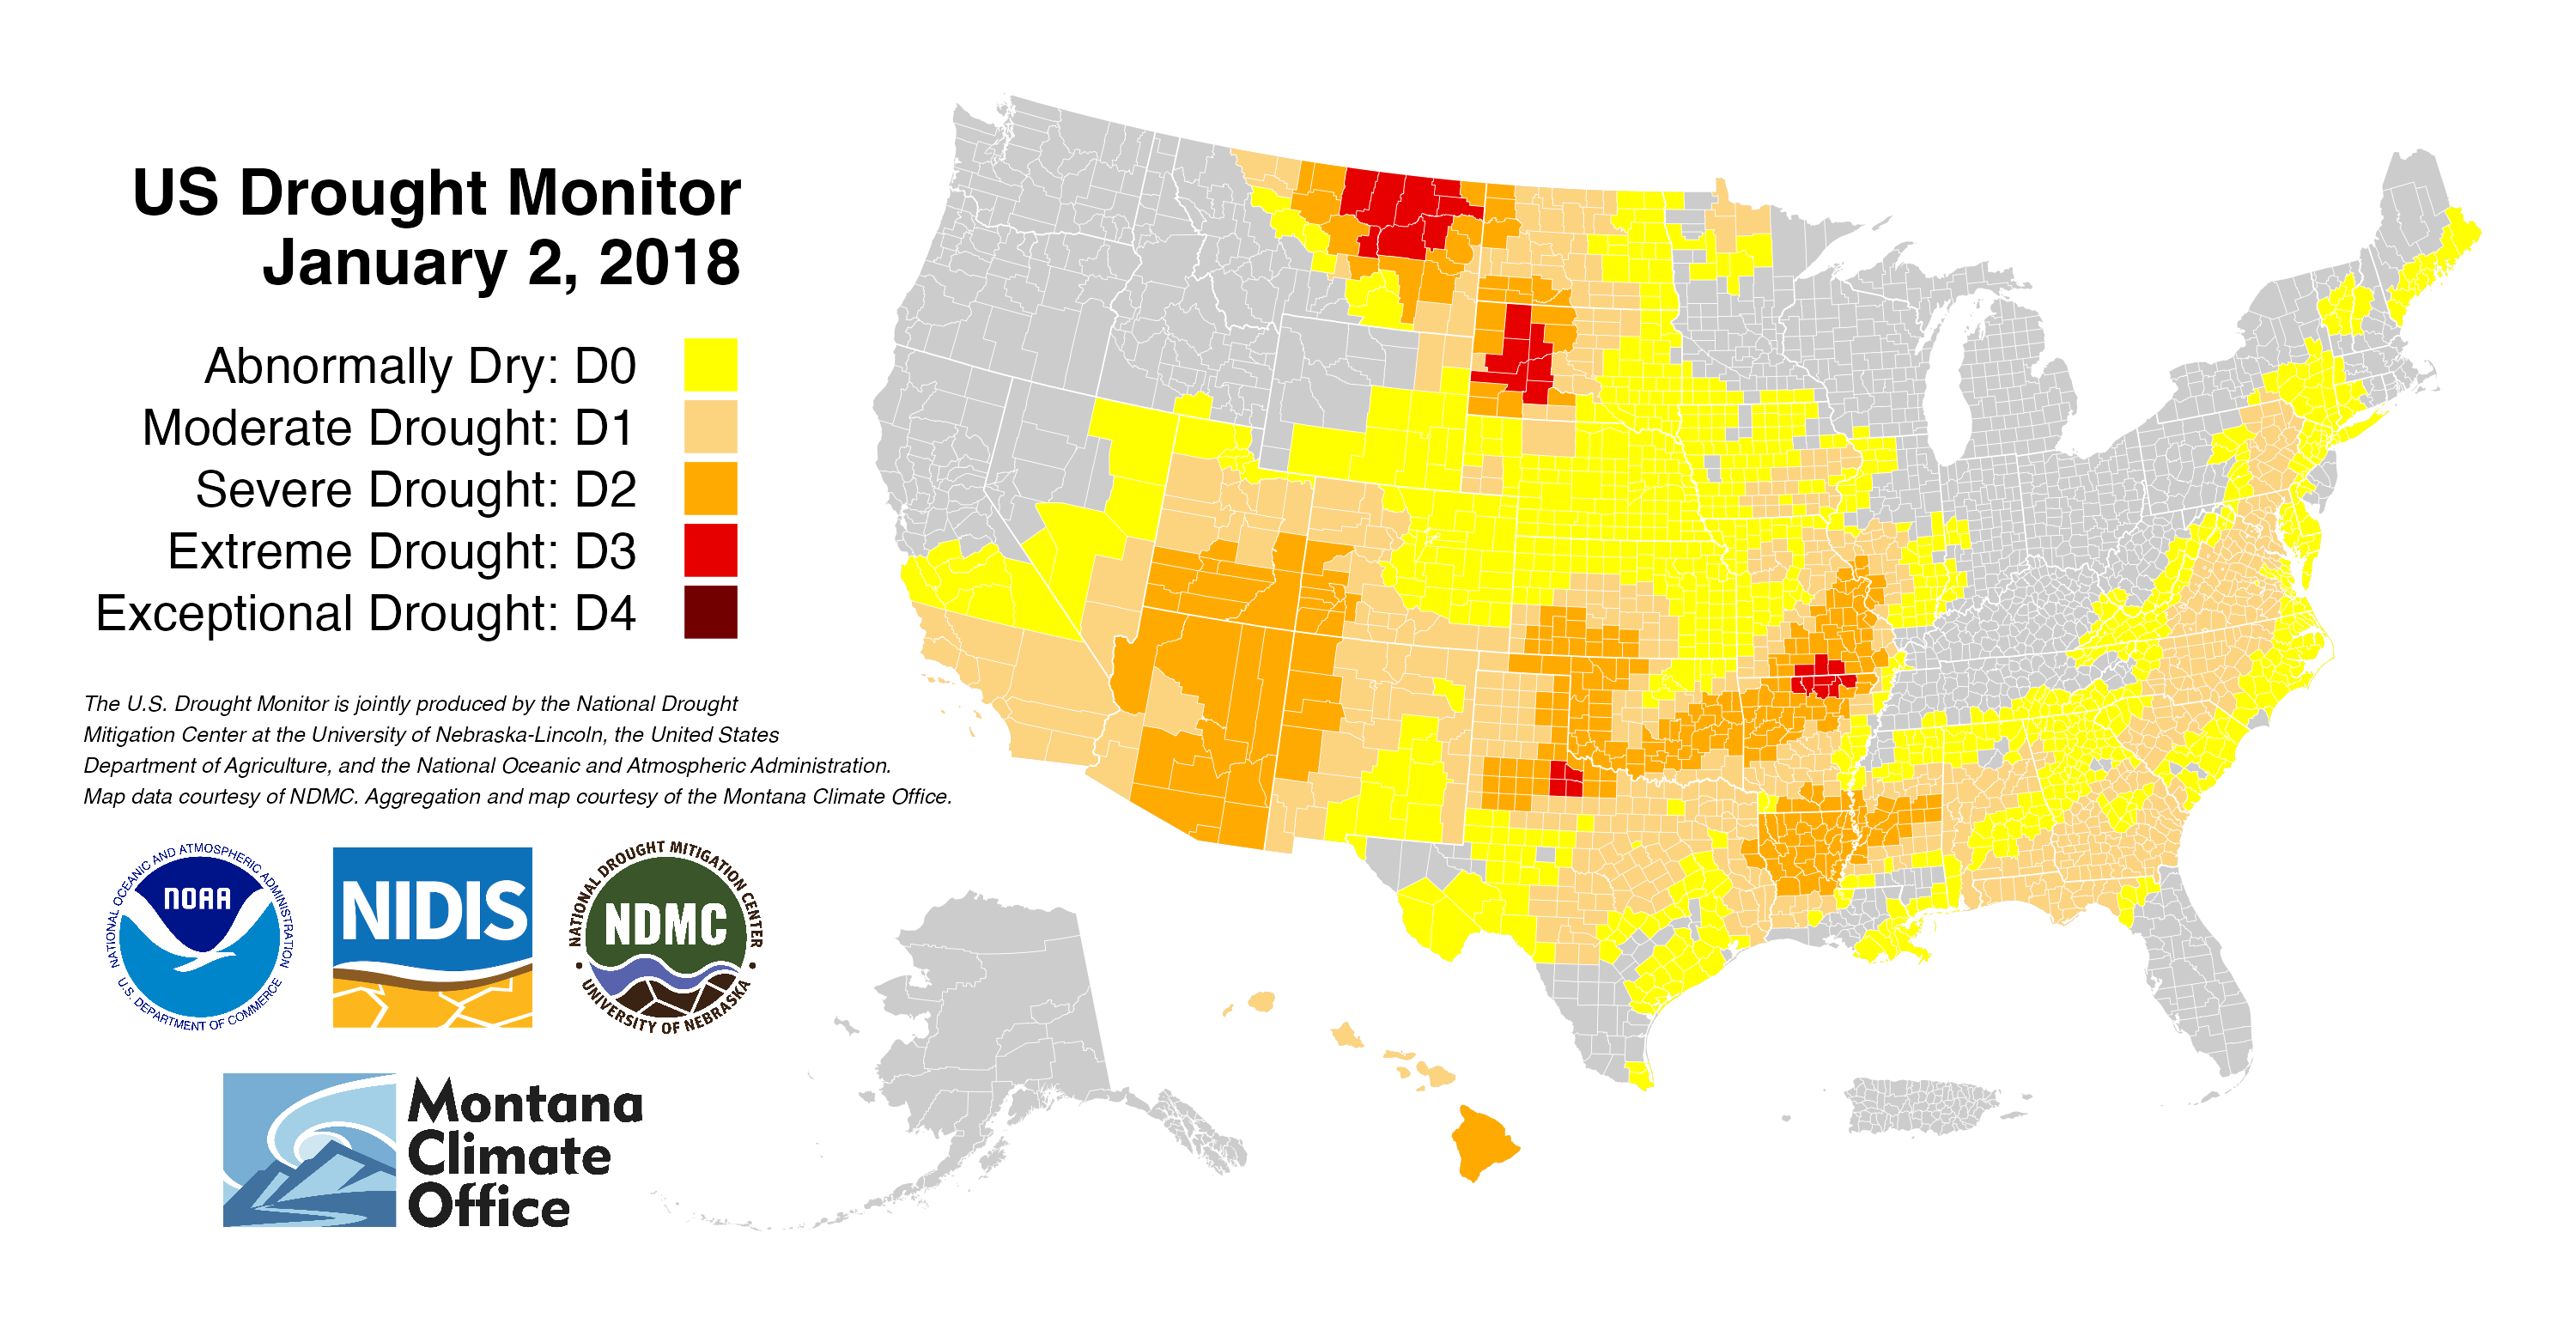 US Drought Monitor
January 2, 2018
Abnormally Dry: D0
Moderate Drought: D1
Severe Drought: D2
Extreme Drought: D3
Exceptional Drought: D4
The U.S. Drought Monitor is jointly produced by the National Drought
Mitigation Center at the University of Nebraska-Lincoln, the United States
Department of Agriculture, and the National Oceanic and Atmospheric Administration.
Map data courtesy of NDMC. Aggregation and map courtesy of the Montana Climate Office.
NATIONAL OCEANIC AND ATMOSPHERIC ADMINISTRATION
NOAA
U.S. DEPARTMENT OF COMMERCE
NIDIS
NATIONAL DROUGHT MITIGATION CENTER
NDMC
UNIVERSITY OF NEBRASKA
Montana
Climate
Office